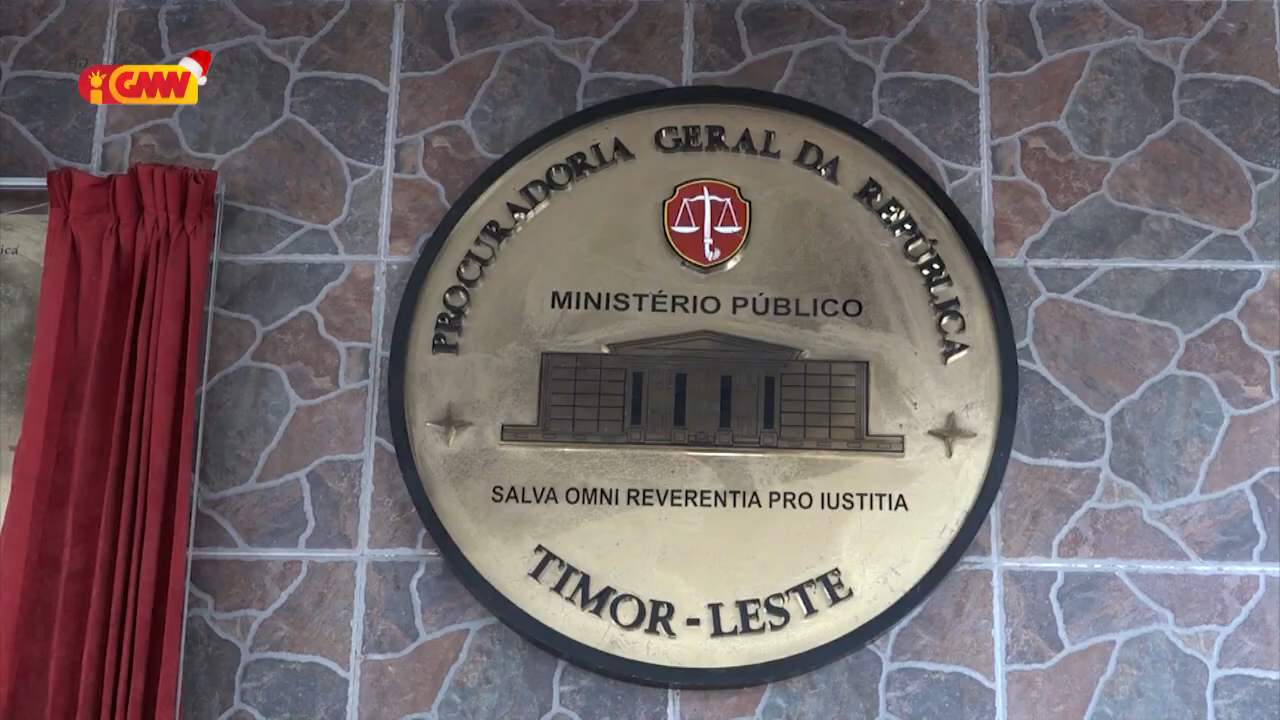 GMN
PROCURADORIA GERAL DA REPÚBLICA
MINISTÉRIO PÚBLICO
SALVA OMNI REVERENTIA PRO IUSTITIA
TIMOR-LESTE